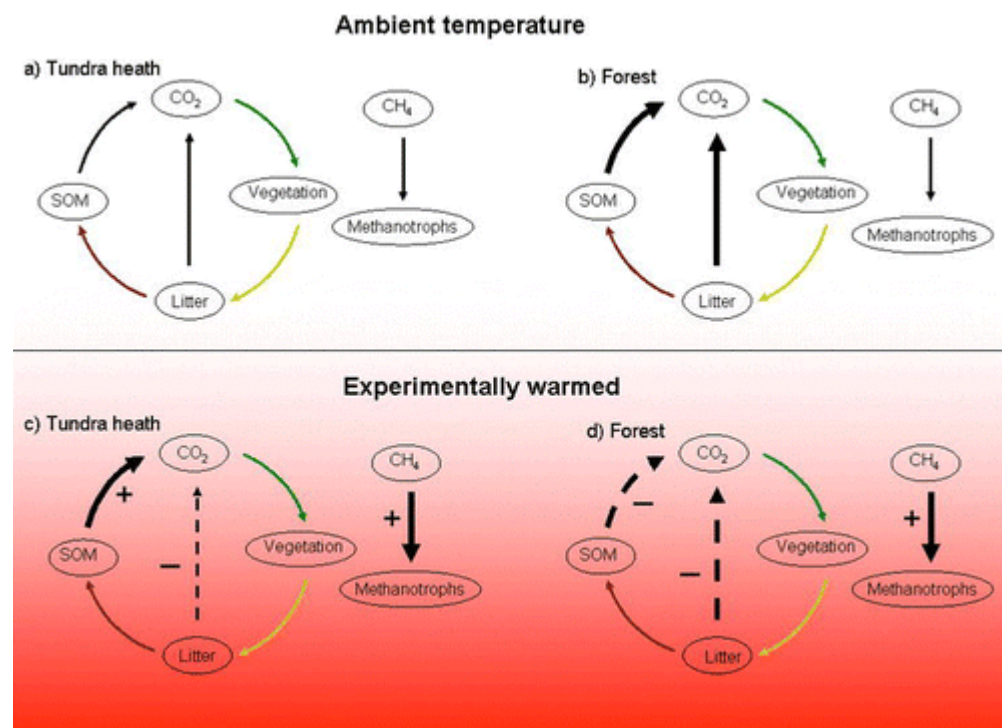 Ambient temperature
a) Tundra heath
CO₂
CH₄
SOM
Vegetation
Methanotrophs
Litter
b) Forest
CO₂
CH₄
SOM
Vegetation
Methanotrophs
Litter
Experimentally warmed
c) Tundra heath
CO₂
CH₄
+
+
SOM
Vegetation
–
Methanotrophs
Litter
d) Forest
CO₂
CH₄
–
+
SOM
Vegetation
–
Methanotrophs
Litter